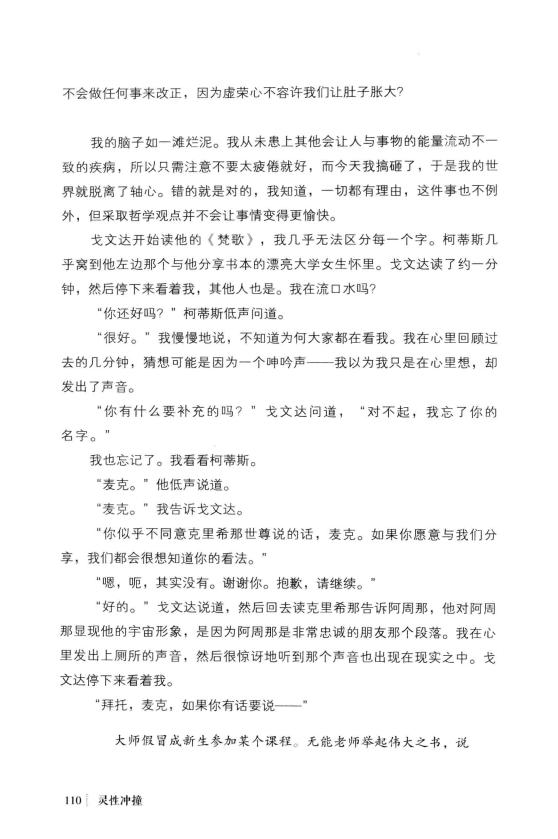 不会做任何事来改正，因为虚荣心不容许我们让肚子胀大？
我的脑子如一滩烂泥。我从未患上其他会让人与事物的能量流动不一
致的疾病，所以只需注意不要太疲倦就好，而今天我搞砸了，于是我的世
界就脱离了轴心。错的就是对的，我知道，一切都有理由，这件事也不例
外，但采取哲学观点并不会让事情变得更愉快。
戈文达开始读他的《梵歌》，我几乎无法区分每一个字。柯蒂斯几
乎窝到他左边那个与他分享书本的漂亮大学女生怀里。戈文达读了约一分
钟，然后停下来看着我，其他人也是。我在流口水吗？
“你还好吗？”柯蒂斯低声问道。
“很好。”我慢慢地说，不知道为何大家都在看我。我在心里回顾过
去的几分钟，猜想可能是因为一个呻吟声——我以为我只是在心里想，却
发出了声音。
“你有什么要补充的吗？”戈文达问道，“对不起，我忘了你的
名字。”
我也忘记了。我看看柯蒂斯。
“麦克。”他低声说道。
“麦克。”我告诉戈文达。
“你似乎不同意克里希那世尊说的话，麦克。如果你愿意与我们分
享，我们都会很想知道你的看法。”
“嗯，呃，其实没有。谢谢你。抱歉，请继续。”
“好的。”戈文达说道，然后回去读克里希那告诉阿周那，他对阿周
那显现他的宇宙形象，是因为阿周那是非常忠诚的朋友那个段落。我在心
里发出上厕所的声音，然后很惊讶地听到那个声音也出现在现实之中。戈
文达停下来看着我。
“拜托，麦克，如果你有话要说——”
大师假冒成新生参加某个课程。无能老师举起伟大之书，说
110 灵性冲撞